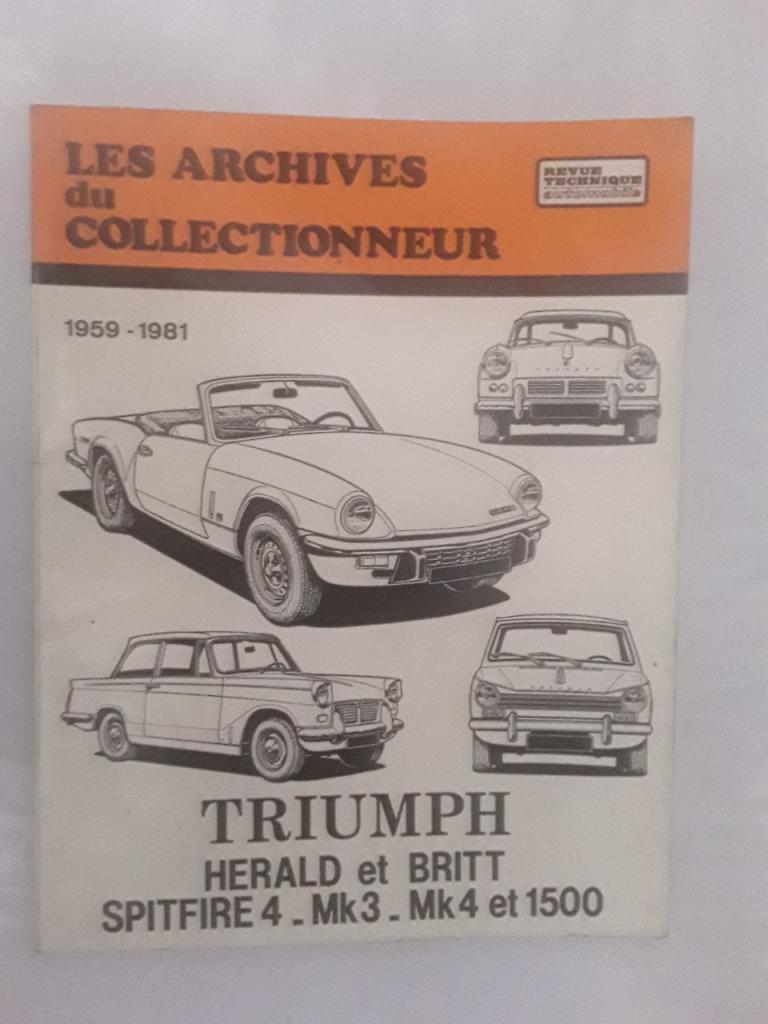 LES ARCHIVES
du
COLLECTIONNEUR
REVUE
TECHNIQUE
automobile
1959 - 1981
TRIUMPH
HERALD et BRITT
SPITFIRE 4 - Mk3 - Mk4 et 1500